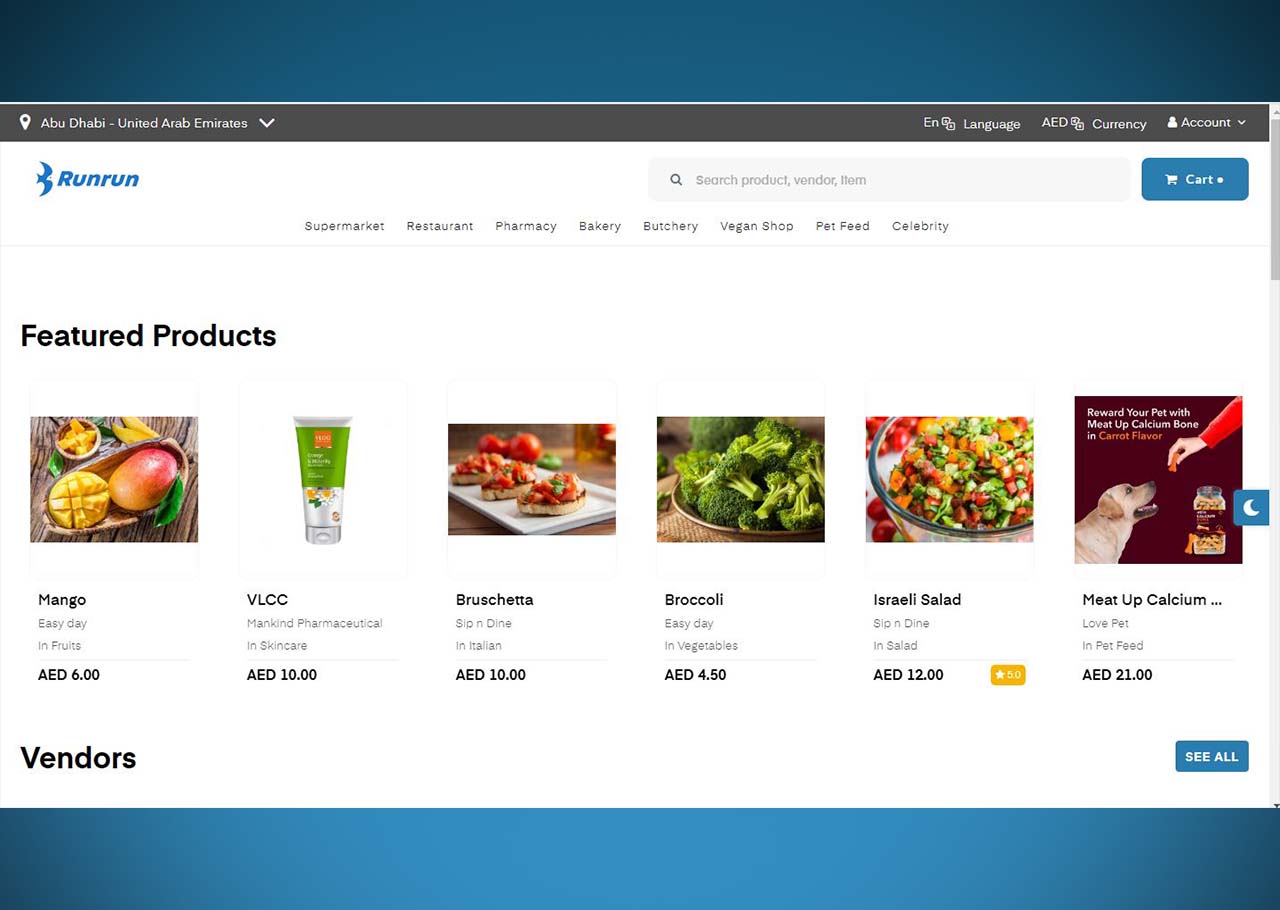 Abu Dhabi - United Arab Emirates
En Language AED Currency Account
Runrun
Search product, vendor, Item
Cart
Supermarket Restaurant Pharmacy Bakery Butchery Vegan Shop Pet Feed Celebrity
Featured Products
VLCC
Reward Your Pet with
Meat Up Calcium Bone
in Carrot Flavor
Mango VLCC Bruschetta Broccoli Israeli Salad Meat Up Calcium ...
Easy day Mankind Pharmaceutical Sip n Dine Easy day Sip n Dine Love Pet
In Fruits In Skincare In Italian In Vegetables In Salad In Pet Feed
AED 6.00 AED 10.00 AED 10.00 AED 4.50 AED 12.00 5.0 AED 21.00
Vendors SEE ALL